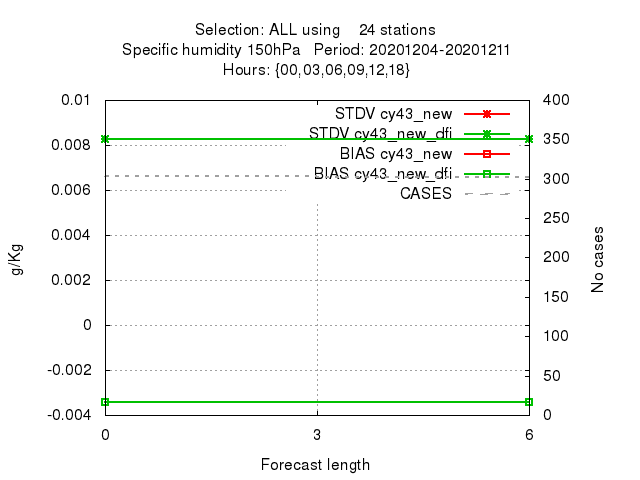 Selection: ALL using 24 stations
Specific humidity 150hPa Period: 20201204-20201211
Hours: {00,03,06,09,12,18}
0.01
0.008
0.006
0.004
0.002
0
-0.002
-0.004
g/Kg
STDV cy43_new
STDV cy43_new_dfi
BIAS cy43_new
BIAS cy43_new_dfi
CASES
400
350
300
250
200
150
100
50
0
No cases
0 3 6
Forecast length